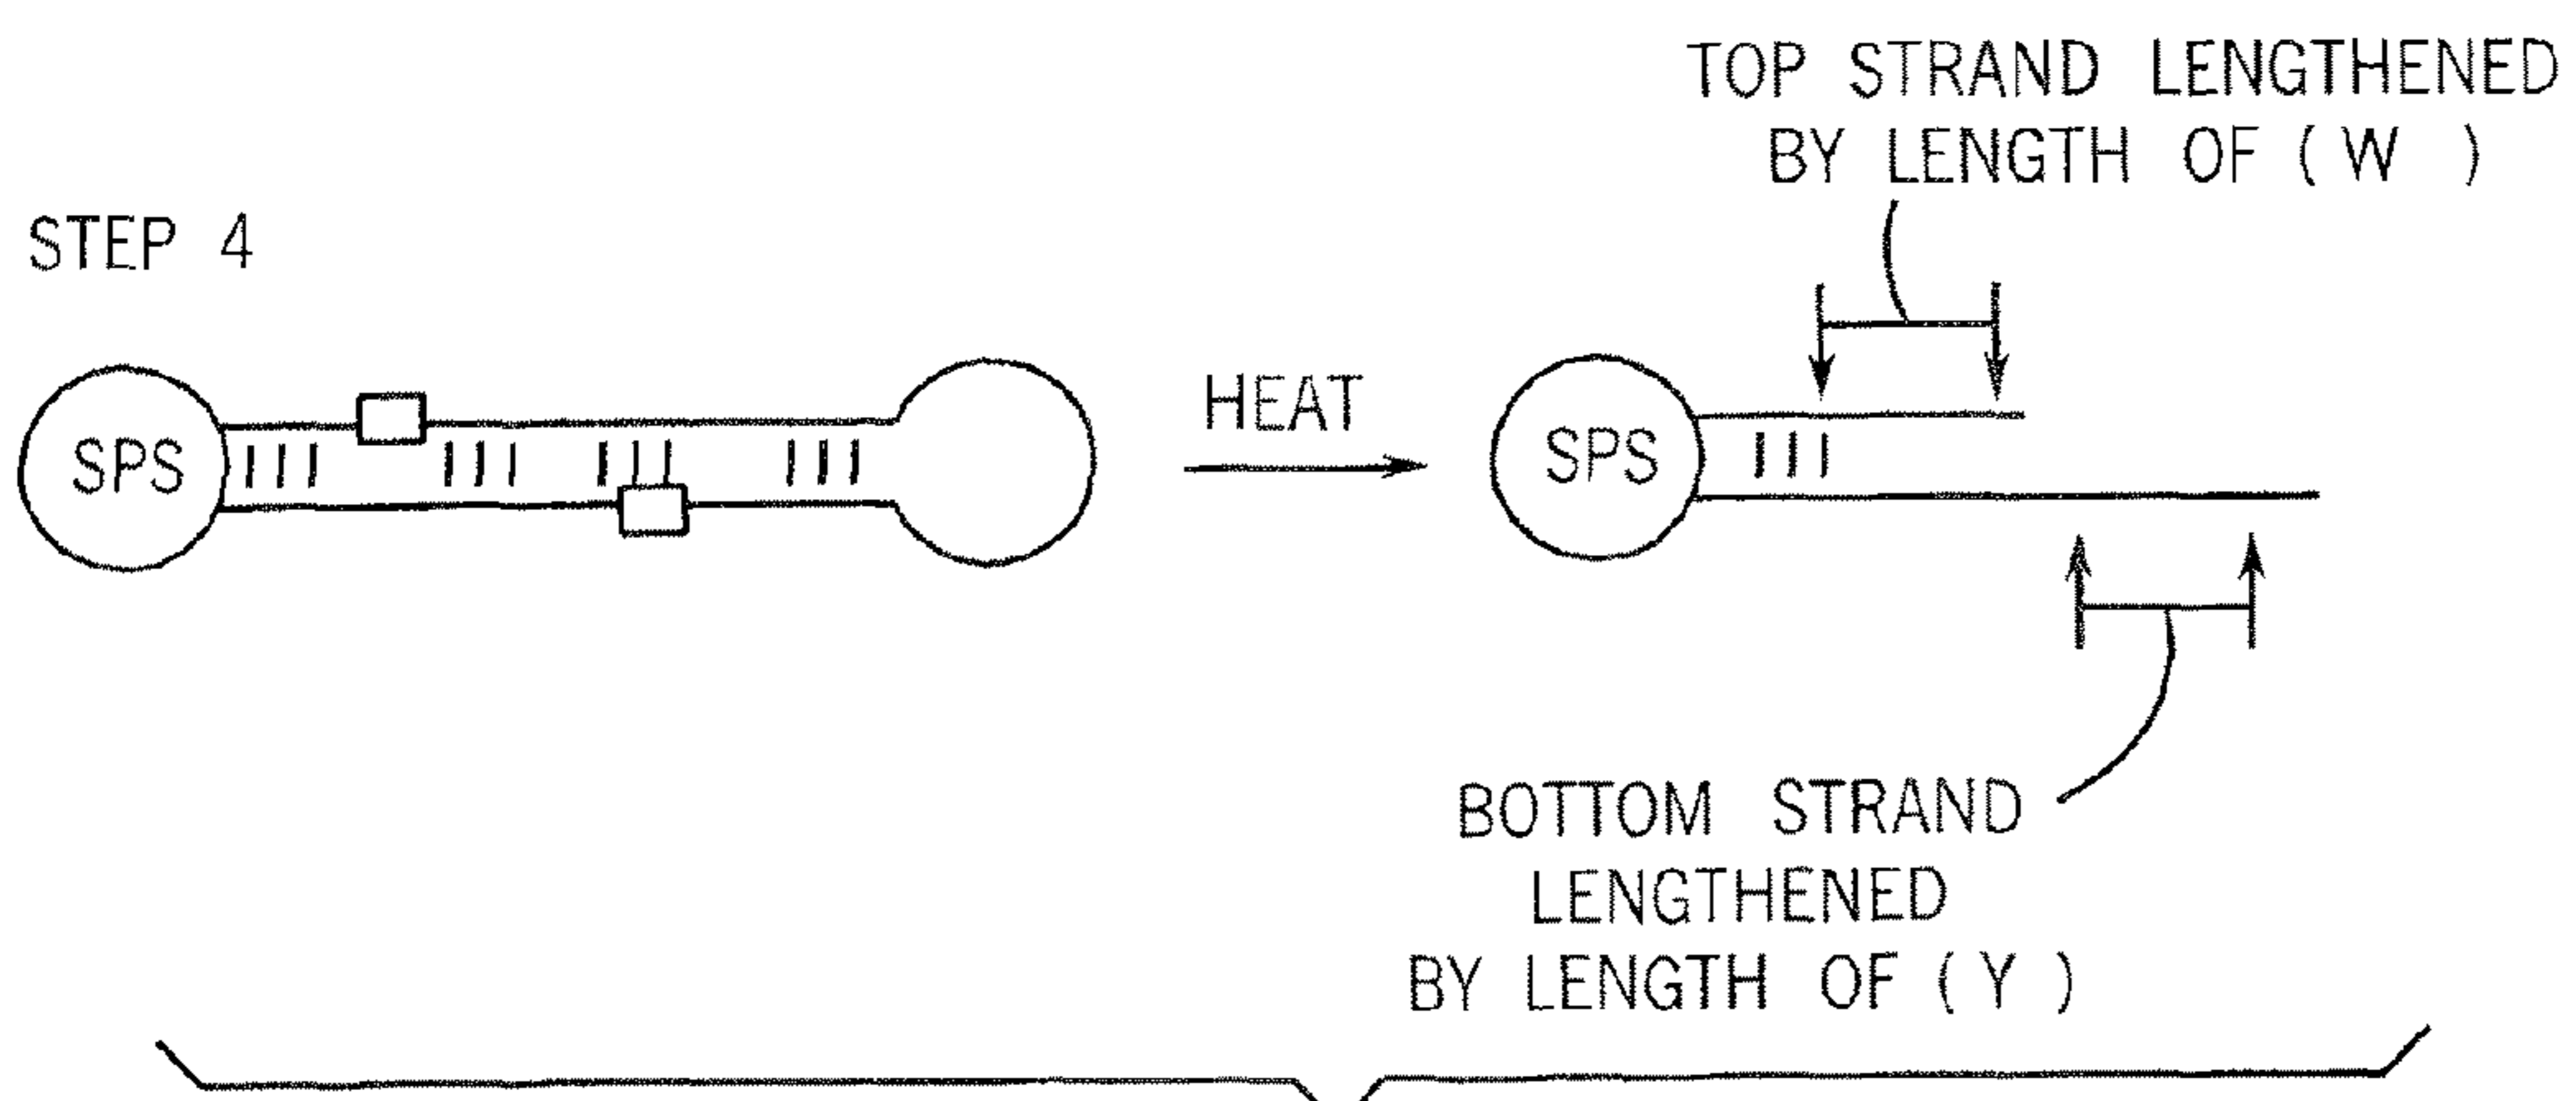 TOP STRAND LENGTHENED
BY LENGTH OF ( W )
STEP 4
SPS
HEAT
SPS
BOTTOM STRAND
LENGTHENED
BY LENGTH OF ( Y )